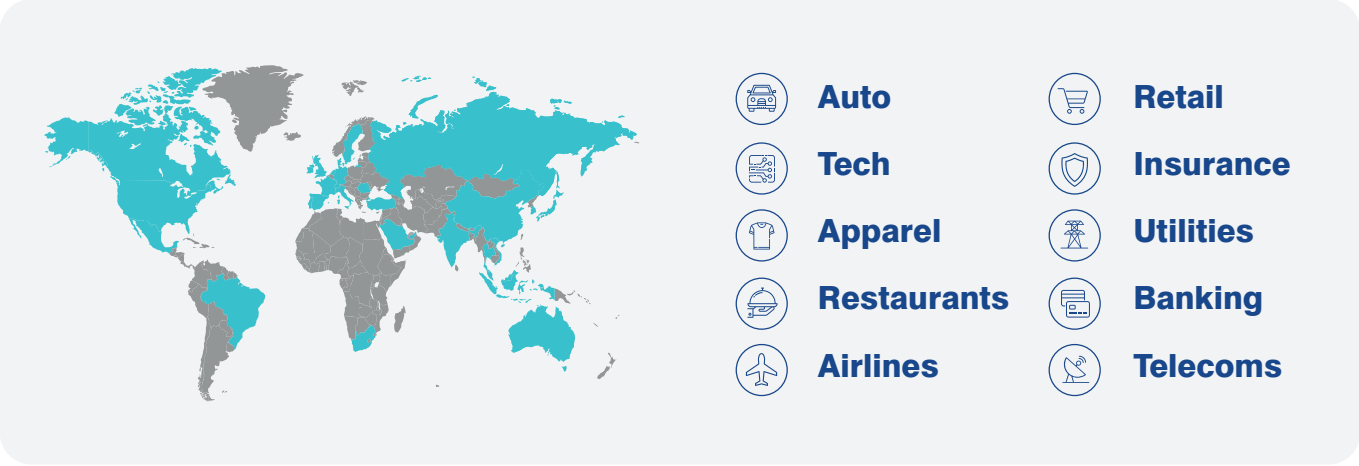 Auto
Tech
Apparel
Restaurants
Airlines
Retail
Insurance
Utilities
Banking
Telecoms